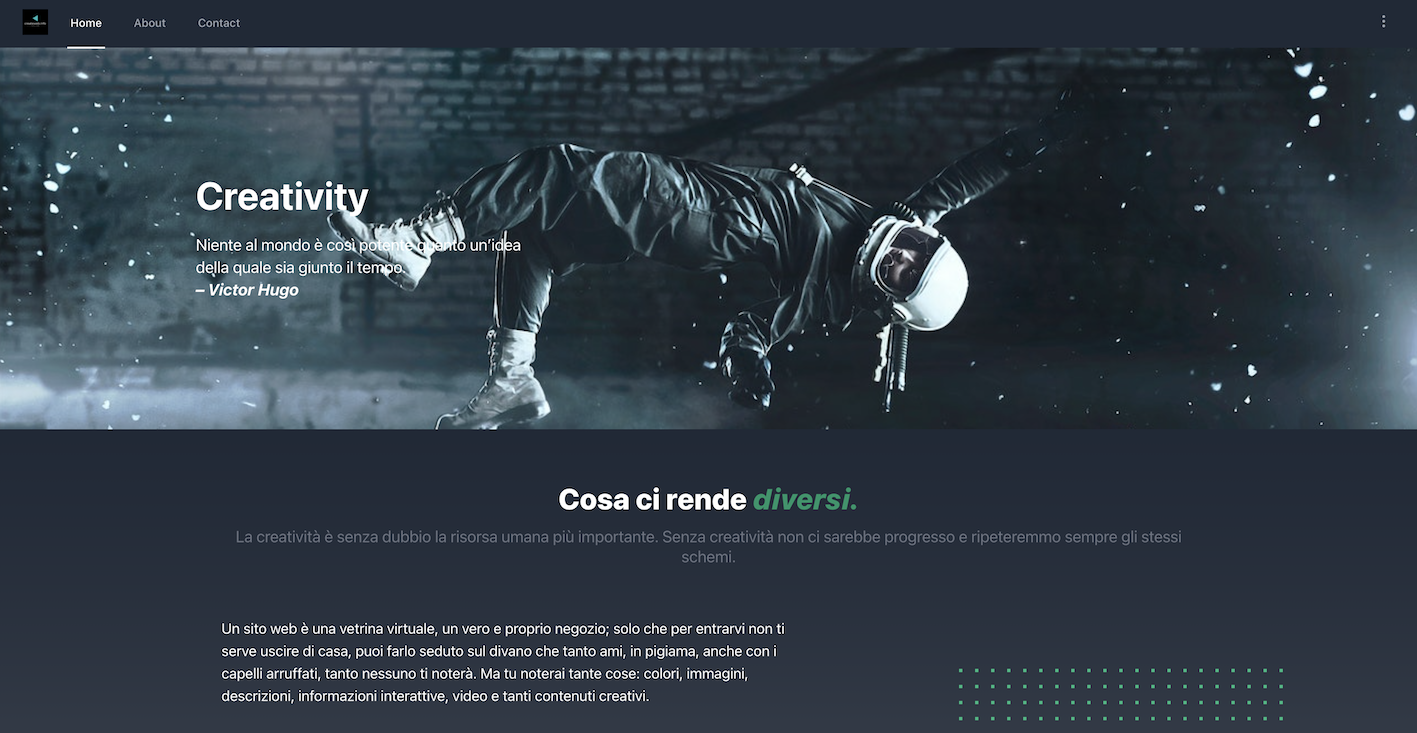 Home
About
Contact
Creativity
Niente al mondo è così potente quanto un'idea
della quale sia giunto il tempo.
– Victor Hugo
Cosa ci rende diversi.
La creatività è senza dubbio la risorsa umana più importante. Senza creatività non ci sarebbe progresso e ripeteremmo sempre gli stessi
schemi.
Un sito web è una vetrina virtuale, un vero e proprio negozio; solo che per entrarvi non ti
serve uscire di casa, puoi farlo seduto sul divano che tanto ami, in pigiama, anche con i
capelli arruffati, tanto nessuno ti noterà. Ma tu noterai tante cose: colori, immagini,
descrizioni, informazioni interattive, video e tanti contenuti creativi.